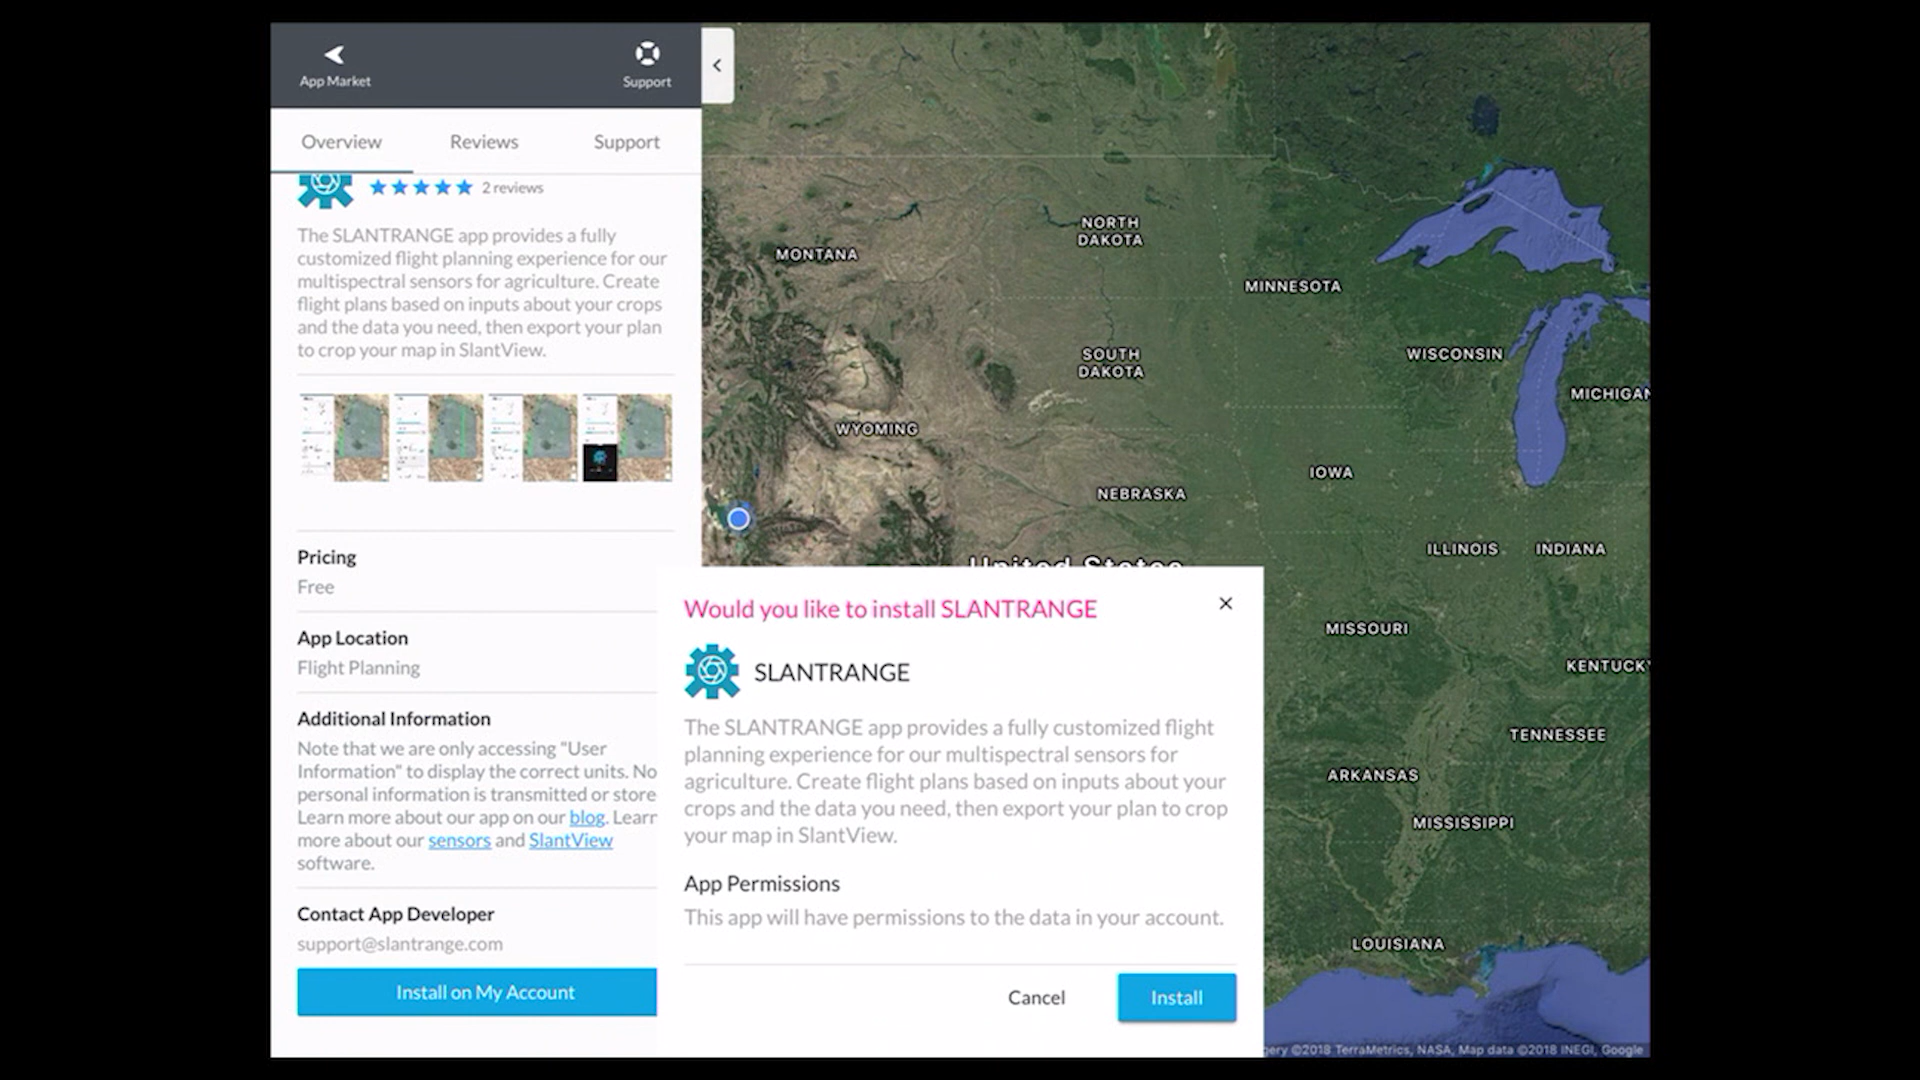 App Market
Support
Overview
Reviews
Support
2 reviews
The SLANTRANGE app provides a fully
customized flight planning experience for our
multispectral sensors for agriculture. Create
flight plans based on inputs about your crops
and the data you need, then export your plan
to crop your map in SlantView.
Pricing
Free
App Location
Flight Planning
Additional Information
Note that we are only accessing "User
Information" to display the correct units. No
personal information is transmitted or store
Learn more about our app on our blog. Learn
more about our sensors and SlantView
software.
Contact App Developer
support@slantrange.com
Install on My Account
Would you like to install SLANTRANGE
SLANTRANGE
The SLANTRANGE app provides a fully customized flight
planning experience for our multispectral sensors for
agriculture. Create flight plans based on inputs about your
crops and the data you need, then export your plan to crop
your map in SlantView.
App Permissions
This app will have permissions to the data in your account.
Cancel
Install
MONTANA
NORTH
DAKOTA
MINNESOTA
SOUTH
DAKOTA
WISCONSIN
MICHIGAN
WYOMING
IOWA
NEBRASKA
ILLINOIS
INDIANA
United States
MISSOURI
KENTUCKY
TENNESSEE
ARKANSAS
MISSISSIPPI
LOUISIANA
©2018 TerraMetrics, NASA, Map data ©2018 INEGI, Google